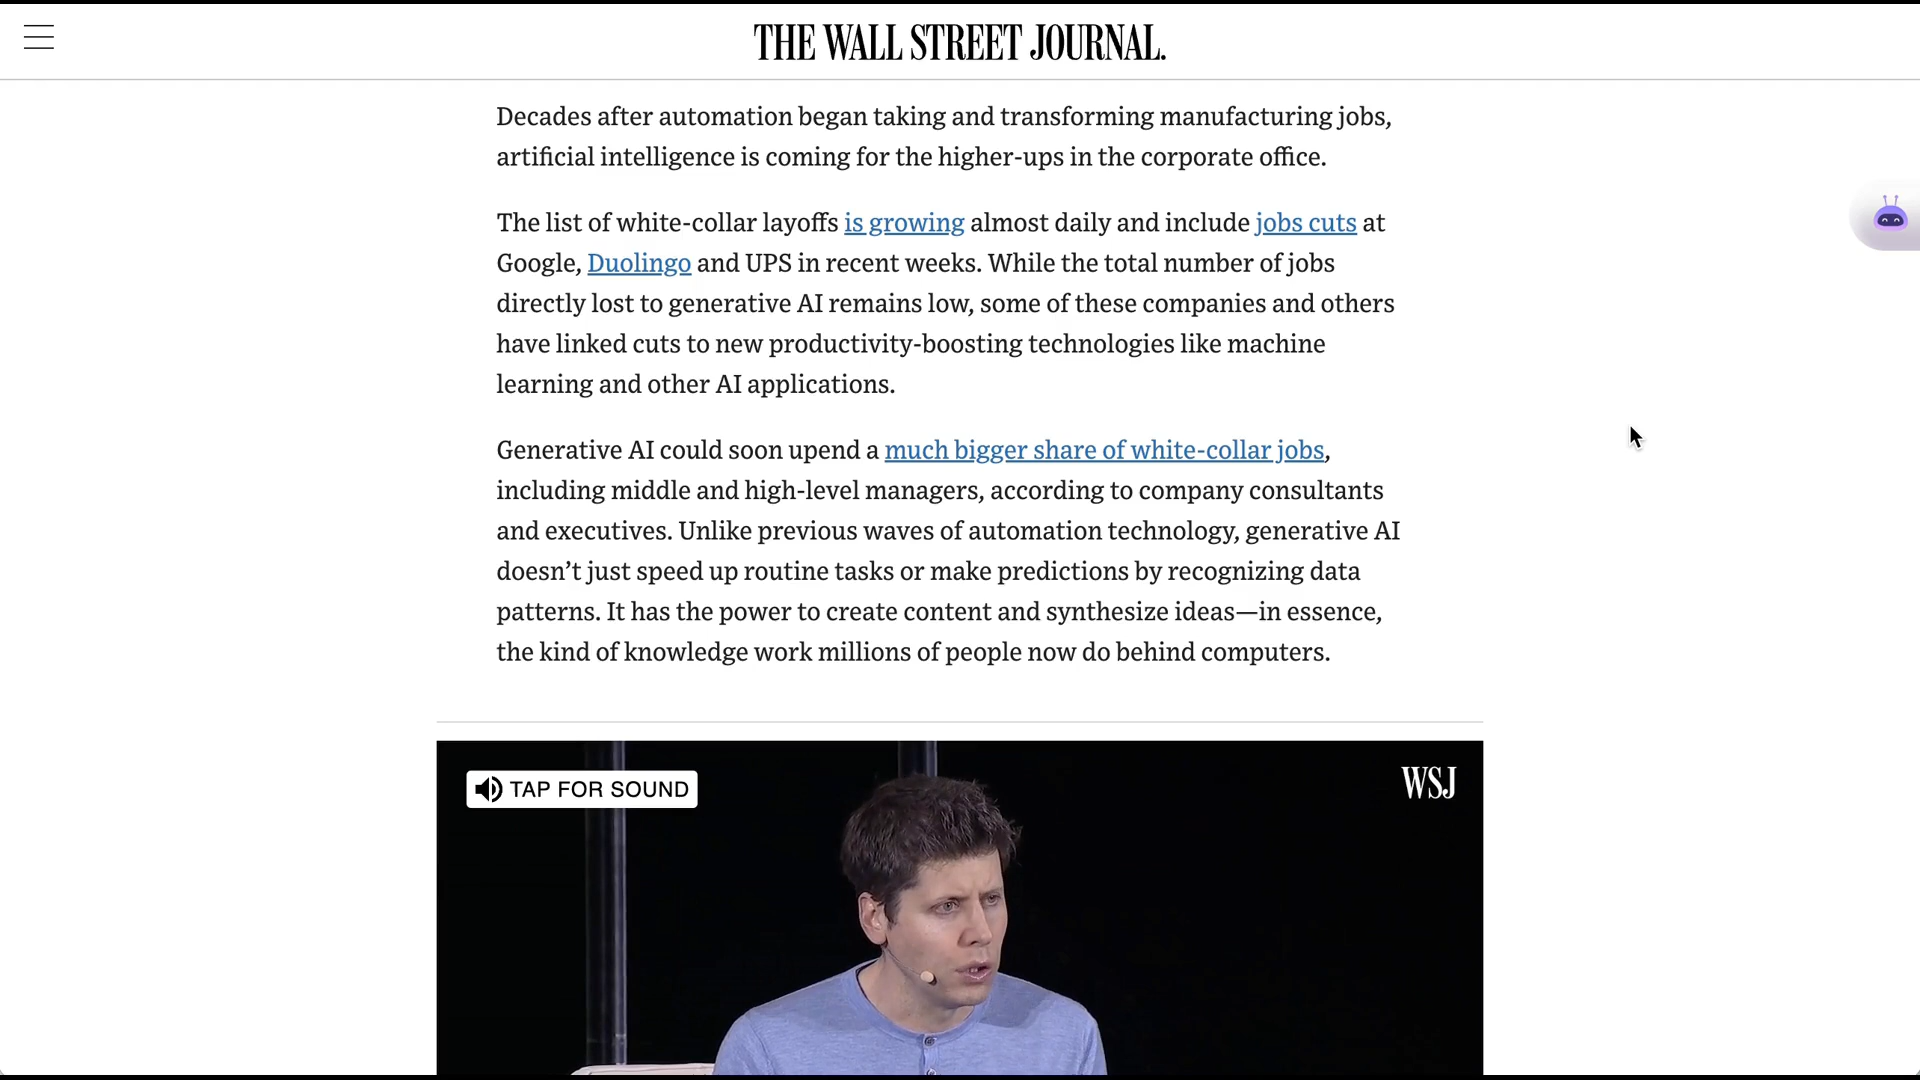 THE WALL STREET JOURNAL.
Decades after automation began taking and transforming manufacturing jobs,
artificial intelligence is coming for the higher-ups in the corporate office.
The list of white-collar layoffs is growing almost daily and include jobs cuts at
Google, Duolingo and UPS in recent weeks. While the total number of jobs
directly lost to generative AI remains low, some of these companies and others
have linked cuts to new productivity-boosting technologies like machine
learning and other AI applications.
Generative AI could soon upend a much bigger share of white-collar jobs,
including middle and high-level managers, according to company consultants
and executives. Unlike previous waves of automation technology, generative AI
doesn’t just speed up routine tasks or make predictions by recognizing data
patterns. It has the power to create content and synthesize ideas—in essence,
the kind of knowledge work millions of people now do behind computers.
TAP FOR SOUND
WSJ